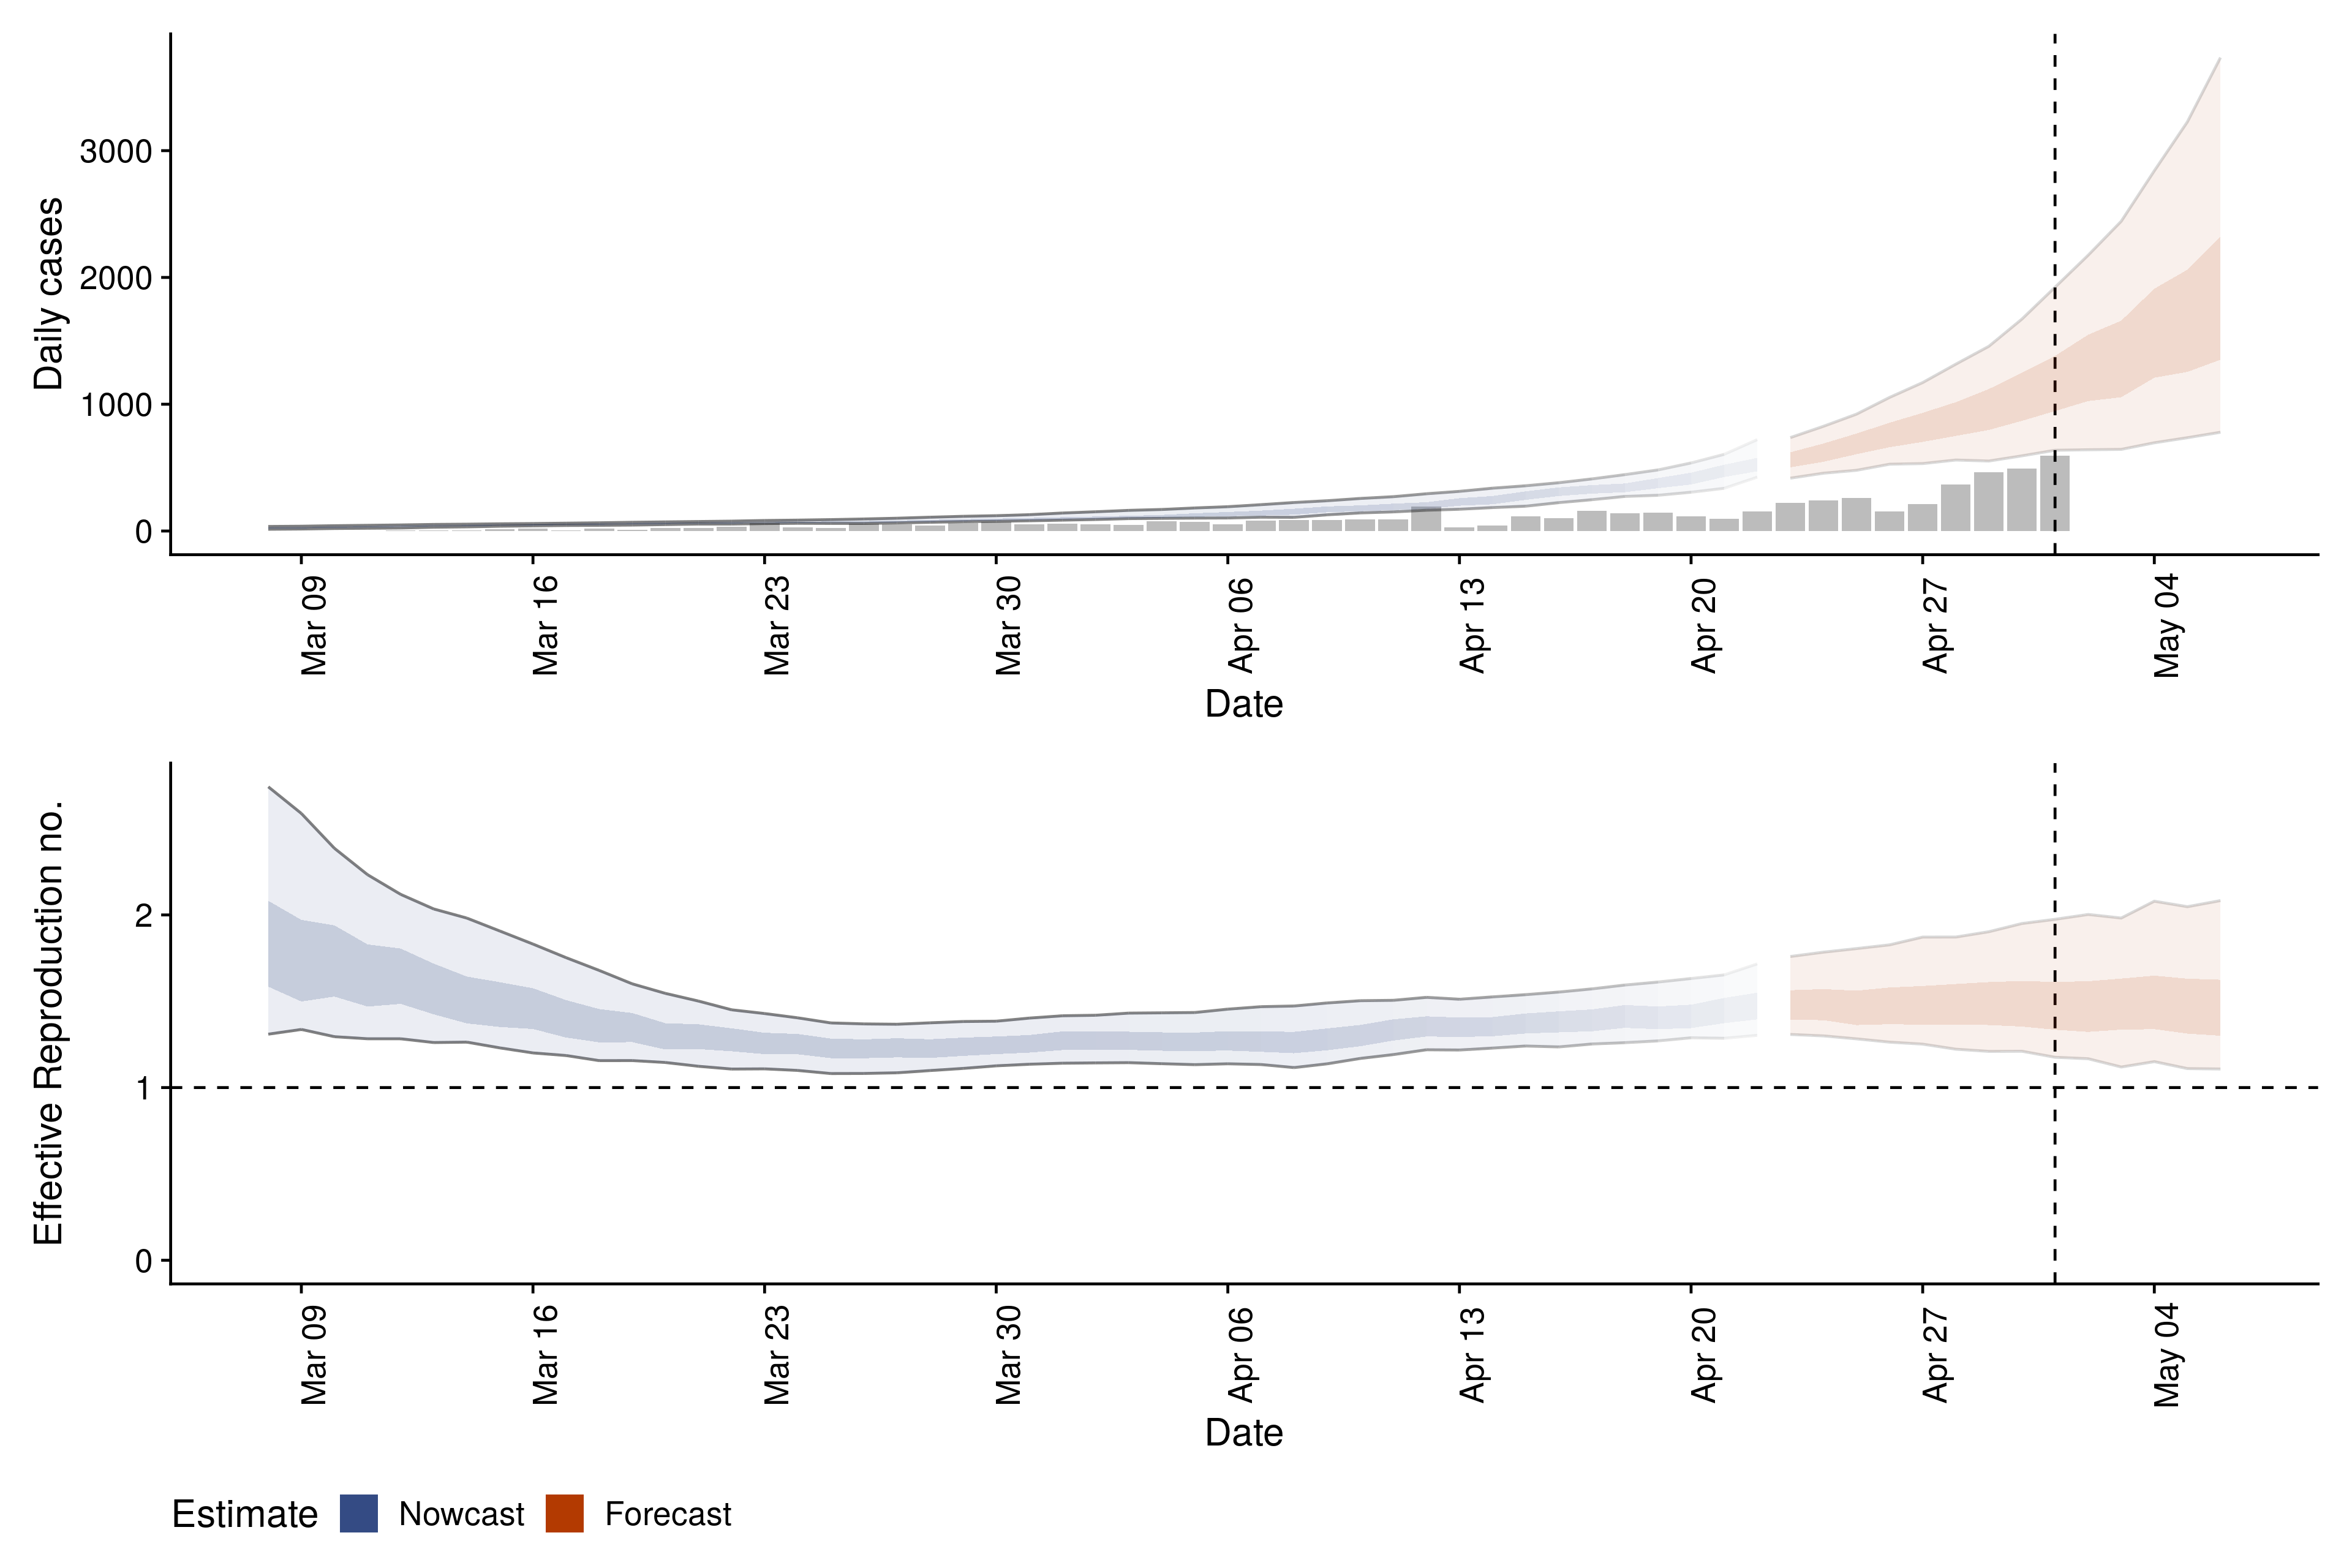 3000
2000
1000
0
Daily cases
Mar 09
Mar 16
Mar 23
Mar 30
Apr 06
Apr 13
Apr 20
Apr 27
May 04
Date
2
1
0
Effective Reproduction no.
Mar 09
Mar 16
Mar 23
Mar 30
Apr 06
Apr 13
Apr 20
Apr 27
May 04
Date
Estimate Nowcast Forecast